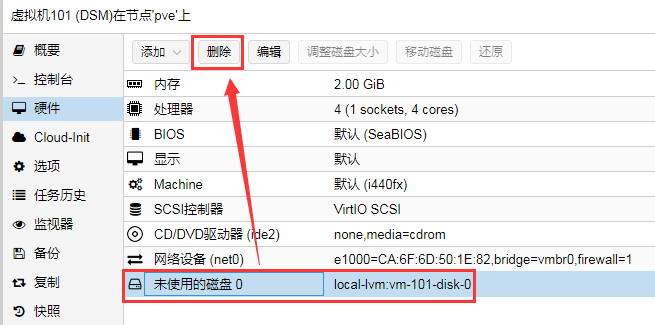 虚拟机101 (DSM)在节点'pve'上
概要
控制台
硬件
Cloud-Init
选项
任务历史
监视器
备份
复制
快照
添加 删除 编辑 调整磁盘大小 移动磁盘 还原
内存 2.00 GiB
处理器 4 (1 sockets, 4 cores)
BIOS 默认 (SeaBIOS)
显示 默认
Machine 默认 (i440fx)
SCSI控制器 VirtIO SCSI
CD/DVD驱动器 (ide2) none,media=cdrom
网络设备 (net0) e1000=CA:6F:6D:50:1E:82,bridge=vmbr0,firewall=1
未使用的磁盘 0 local-lvm:vm-101-disk-0